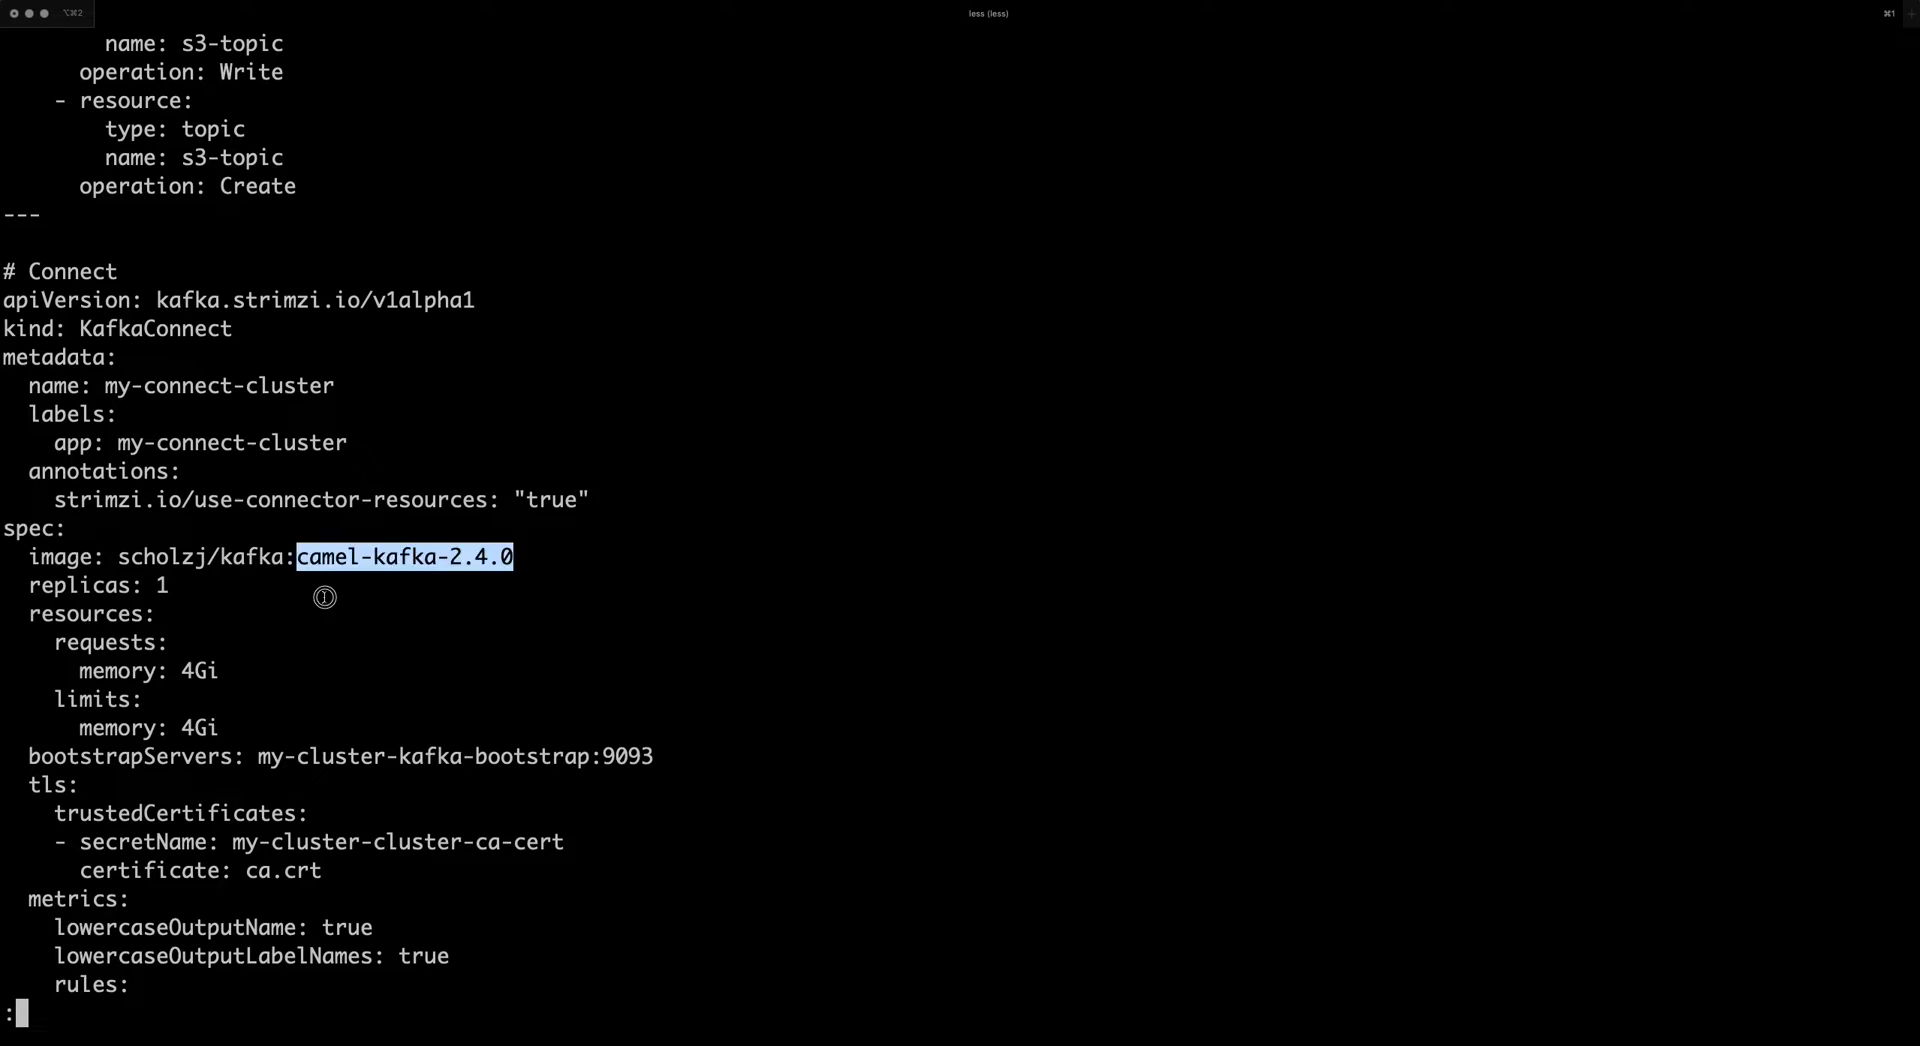 ⌥⌘2
less (less)
⌘1
name: s3-topic
operation: Write
- resource:
type: topic
name: s3-topic
operation: Create
---
# Connect
apiVersion: kafka.strimzi.io/v1alpha1
kind: KafkaConnect
metadata:
name: my-connect-cluster
labels:
app: my-connect-cluster
annotations:
strimzi.io/use-connector-resources: "true"
spec:
image: scholzj/kafka:camel-kafka-2.4.0
replicas: 1
resources:
requests:
memory: 4Gi
limits:
memory: 4Gi
bootstrapServers: my-cluster-kafka-bootstrap:9093
tls:
trustedCertificates:
- secretName: my-cluster-cluster-ca-cert
certificate: ca.crt
metrics:
lowercaseOutputName: true
lowercaseOutputLabelNames: true
rules:
: